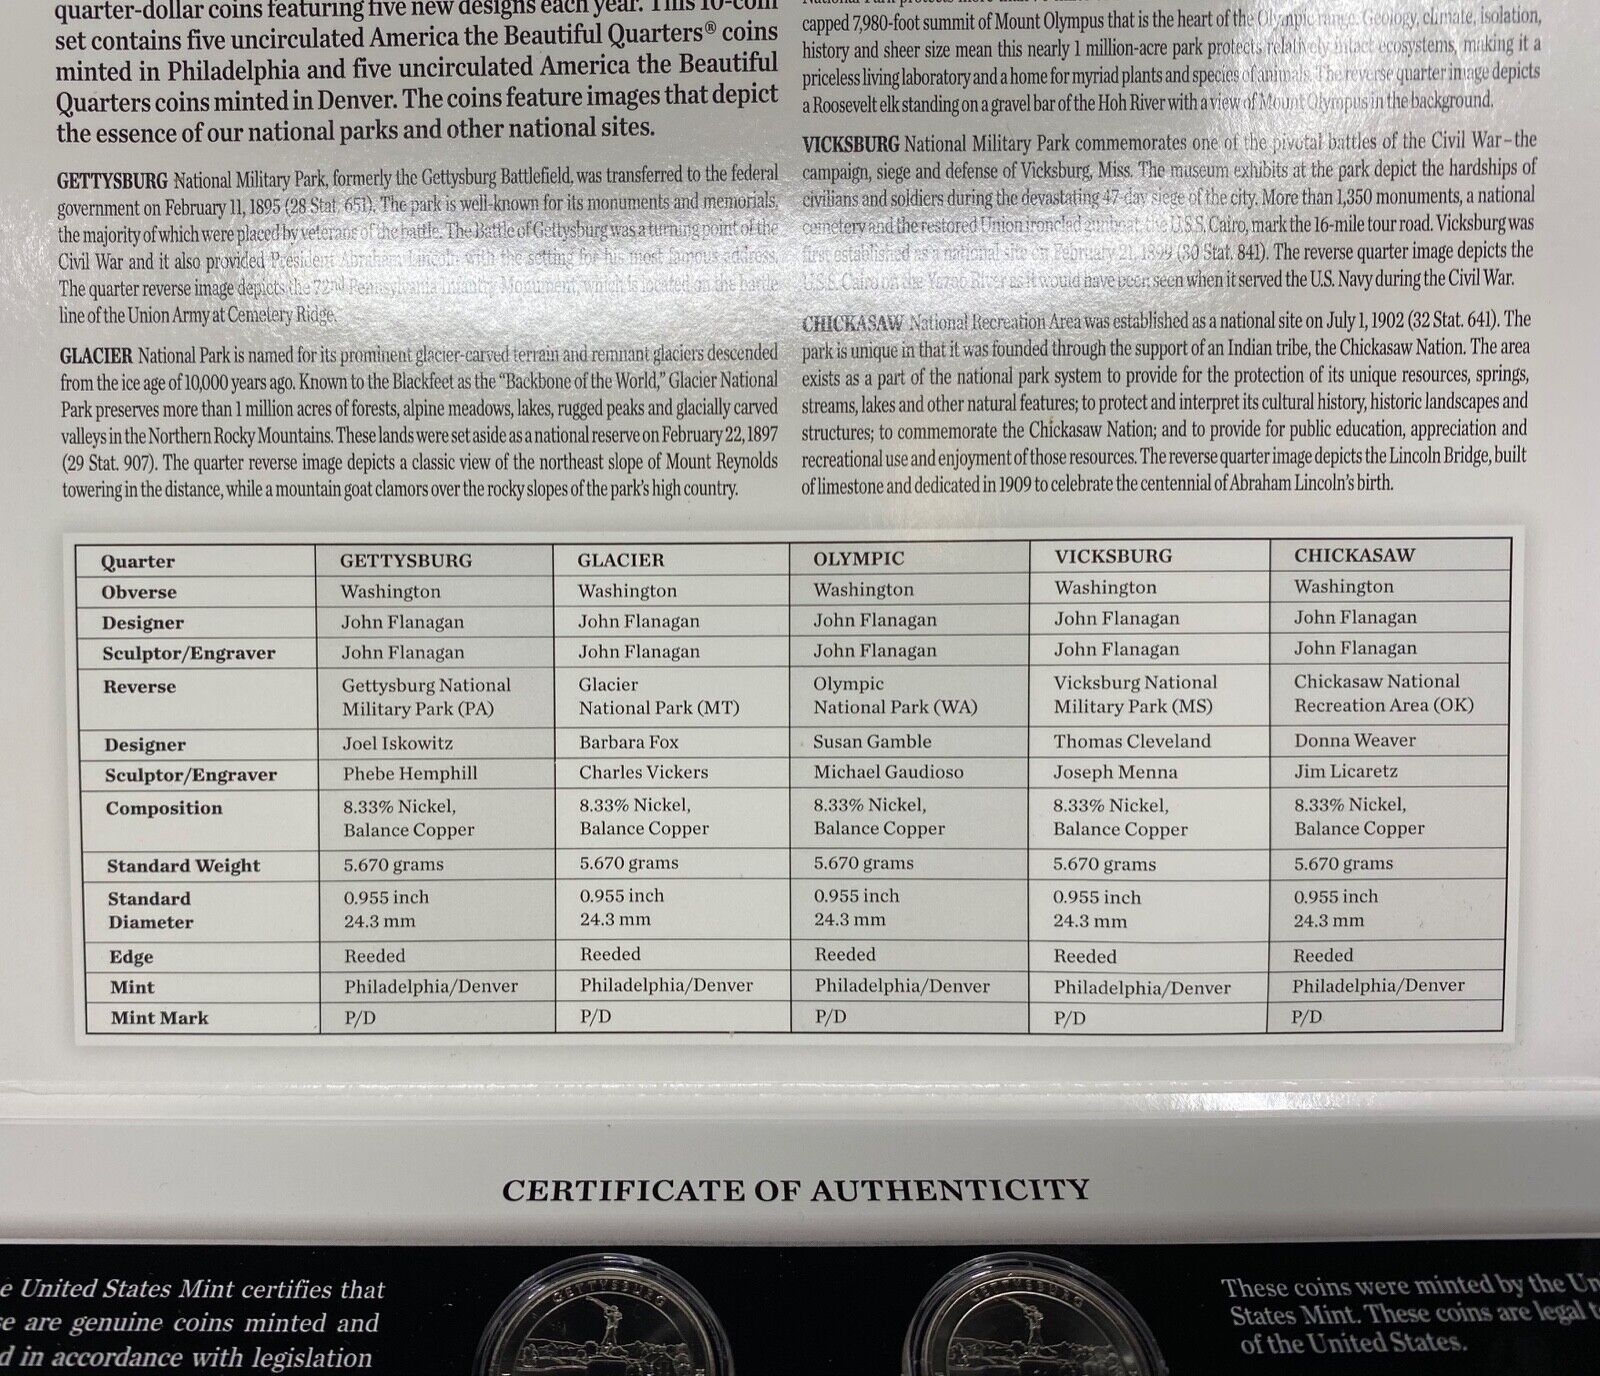 quarter-dollar coins featuring five new designs each year. This 10-coin
set contains five uncirculated America the Beautiful Quarters® coins
minted in Philadelphia and five uncirculated America the Beautiful
Quarters coins minted in Denver. The coins feature images that depict
the essence of our national parks and other national sites.
GETTYSBURG National Military Park, formerly the Gettysburg Battlefield, was transferred to the federal
government on February 11, 1895 (28 Stat. 651). The park is well-known for its monuments and memorials,
the majority of which were placed by veterans of the battle. The Battle of Gettysburg was a turning point of the
Civil War and it also provided President Abraham Lincoln with the setting for his most famous address.
The quarter reverse image depicts the 72nd Pennsylvania Infantry Monument, which is located on the battle
line of the Union Army at Cemetery Ridge.
GLACIER National Park is named for its prominent glacier-carved terrain and remnant glaciers descended
from the ice age of 10,000 years ago. Known to the Blackfeet as the "Backbone of the World," Glacier National
Park preserves more than 1 million acres of forests, alpine meadows, lakes, rugged peaks and glacially carved
valleys in the Northern Rocky Mountains. These lands were set aside as a national reserve on February 22, 1897
(29 Stat. 907). The quarter reverse image depicts a classic view of the northeast slope of Mount Reynolds
towering in the distance, while a mountain goat clamors over the rocky slopes of the park's high country.
National Park protects more than
capped 7,980-foot summit of Mount Olympus that is the heart of the Olympic range. Geology, climate, isolation,
history and sheer size mean this nearly 1 million-acre park protects relatively intact ecosystems, making it a
priceless living laboratory and a home for myriad plants and species of animals. The reverse quarter image depicts
a Roosevelt elk standing on a gravel bar of the Hoh River with a view of Mount Olympus in the background.
VICKSBURG National Military Park commemorates one of the pivotal battles of the Civil War–the
campaign, siege and defense of Vicksburg, Miss. The museum exhibits at the park depict the hardships of
civilians and soldiers during the devastating 47-day siege of the city. More than 1,350 monuments, a national
cemetery and the restored Union ironclad gunboat, the U.S.S. Cairo, mark the 16-mile tour road. Vicksburg was
first established as a national site on February 21, 1899 (30 Stat. 841). The reverse quarter image depicts the
U.S.S. Cairo on the Yazoo River as it would have been seen when it served the U.S. Navy during the Civil War.
CHICKASAW National Recreation Area was established as a national site on July 1, 1902 (32 Stat. 641). The
park is unique in that it was founded through the support of an Indian tribe, the Chickasaw Nation. The area
exists as a part of the national park system to provide for the protection of its unique resources, springs,
streams, lakes and other natural features; to protect and interpret its cultural history, historic landscapes and
structures; to commemorate the Chickasaw Nation; and to provide for public education, appreciation and
recreational use and enjoyment of those resources. The reverse quarter image depicts the Lincoln Bridge, built
of limestone and dedicated in 1909 to celebrate the centennial of Abraham Lincoln's birth.
Quarter GETTYSBURG GLACIER OLYMPIC VICKSBURG CHICKASAW
Obverse Washington Washington Washington Washington Washington
Designer John Flanagan John Flanagan John Flanagan John Flanagan John Flanagan
Sculptor/Engraver John Flanagan John Flanagan John Flanagan John Flanagan John Flanagan
Reverse Gettysburg National Glacier Olympic Vicksburg National Chickasaw National
Military Park (PA) National Park (MT) National Park (WA) Military Park (MS) Recreation Area (OK)
Designer Joel Iskowitz Barbara Fox Susan Gamble Thomas Cleveland Donna Weaver
Sculptor/Engraver Phebe Hemphill Charles Vickers Michael Gaudioso Joseph Menna Jim Licaretz
Composition 8.33% Nickel, 8.33% Nickel, 8.33% Nickel, 8.33% Nickel, 8.33% Nickel,
Balance Copper Balance Copper Balance Copper Balance Copper Balance Copper
Standard Weight 5.670 grams 5.670 grams 5.670 grams 5.670 grams 5.670 grams
Standard 0.955 inch 0.955 inch 0.955 inch 0.955 inch 0.955 inch
Diameter 24.3 mm 24.3 mm 24.3 mm 24.3 mm 24.3 mm
Edge Reeded Reeded Reeded Reeded Reeded
Mint Philadelphia/Denver Philadelphia/Denver Philadelphia/Denver Philadelphia/Denver Philadelphia/Denver
Mint Mark P/D P/D P/D P/D P/D
CERTIFICATE OF AUTHENTICITY
e United States Mint certifies that
e are genuine coins minted and
d in accordance with legislation
GETTYSBURG
GETTYSBURG
These coins were minted by the Un
States Mint. These coins are legal t
of the United States.